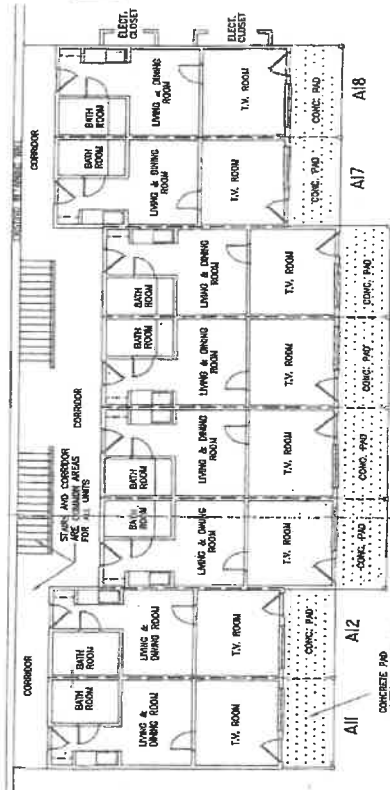 EXISTING RETAINING WALL
CORRIDOR
STAIRS AND CORRIDOR
ARE COMMON AREAS
FOR ALL UNITS
CORRIDOR
CORRIDOR
BATH
ROOM
BATH
ROOM
BATH
ROOM
BATH
ROOM
BATH
ROOM
BATH
ROOM
BATH
ROOM
BATH
ROOM
ELECT.
CLOSET
ELECT.
CLOSET
LIVING &
DINING ROOM
LIVING &
DINING ROOM
LIVING & DINING
ROOM
LIVING & DINING
ROOM
LIVING & DINING
ROOM
LIVING & DINING
ROOM
LIVING & DINING
ROOM
LIVING & DINING
ROOM
T.V. ROOM
T.V. ROOM
T.V. ROOM
T.V. ROOM
T.V. ROOM
T.V. ROOM
T.V. ROOM
T.V. ROOM
CONC. PAD
CONC. PAD
CONC. PAD
CONC. PAD
CONC. PAD
CONC. PAD
CONC. PAD
A11
A12
A17
A18
CONCRETE PAD